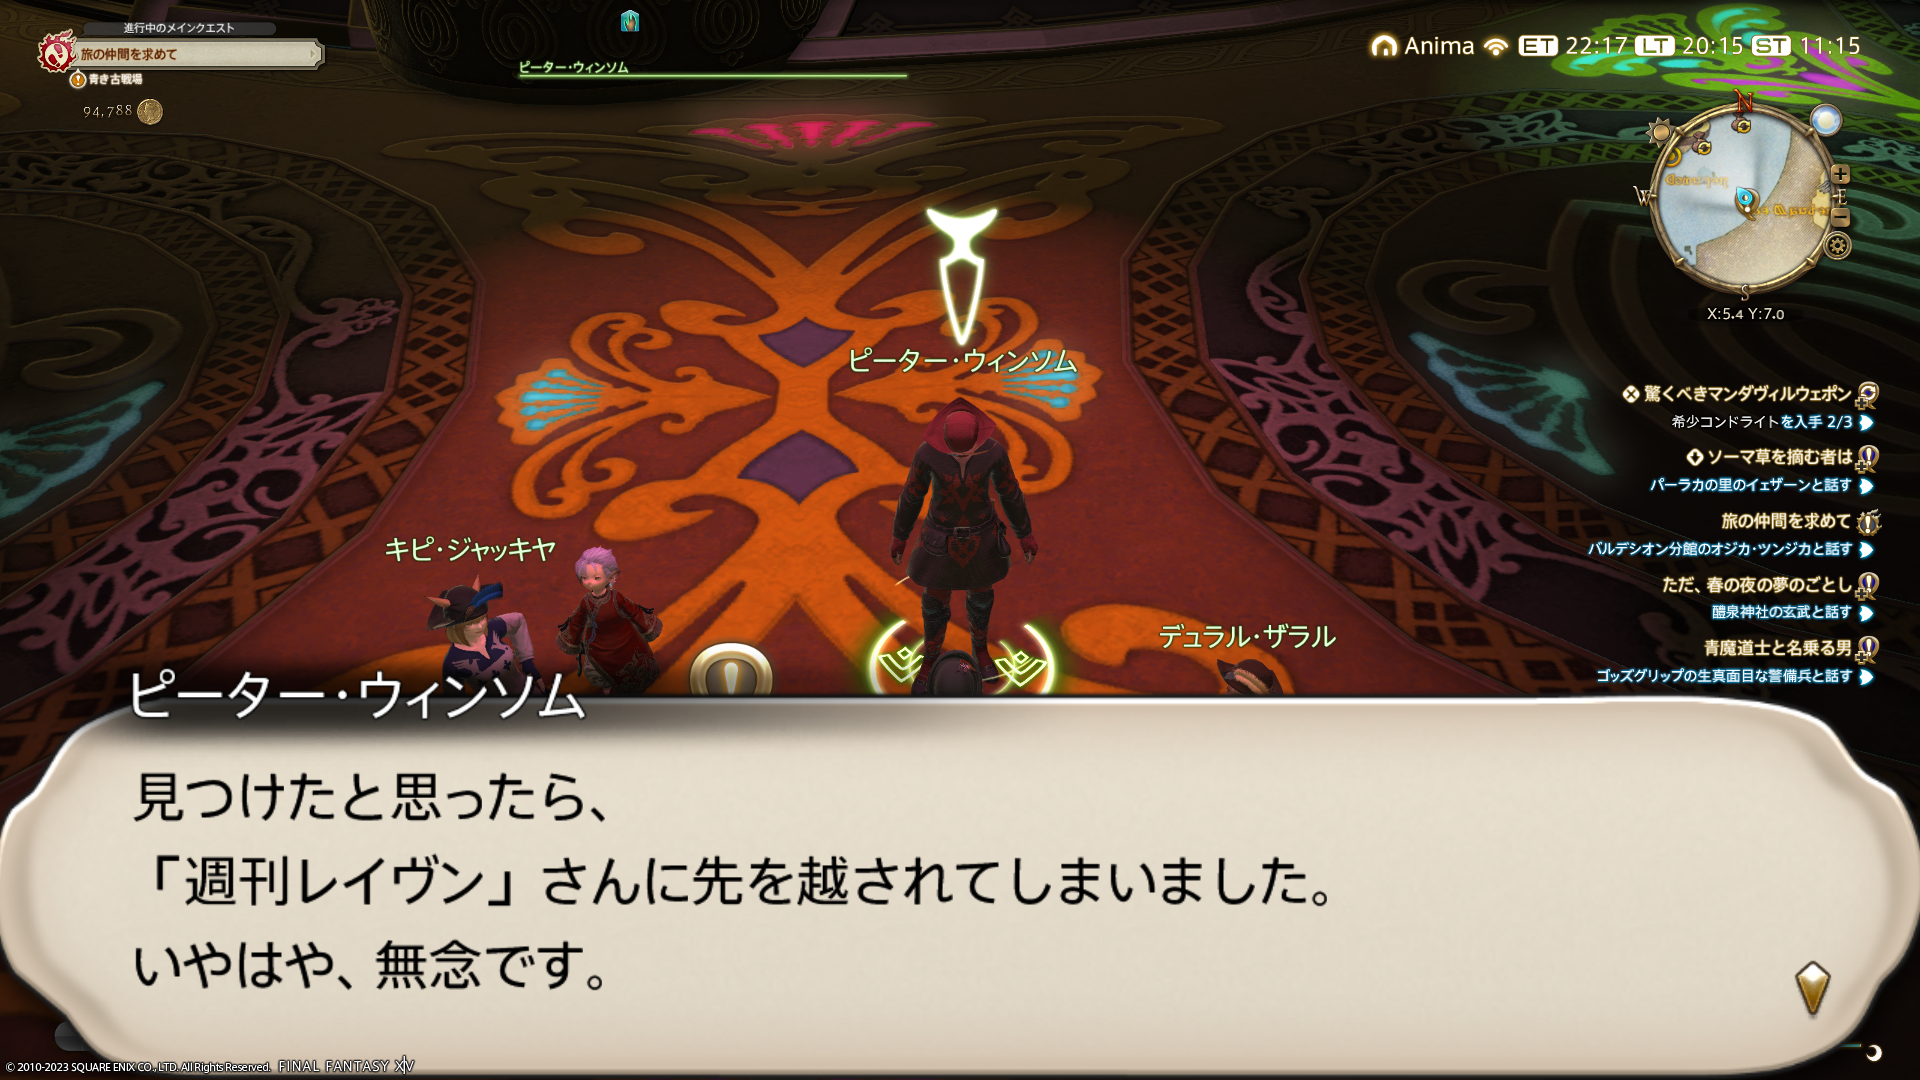 進行中のメインクエスト
旅の仲間を求めて
青き古戦場
94,788
ピーター・ウィンソム
Anima ET 22:17 LT 20:15 ST 11:15
N
W
E
S
X:5.4 Y:7.0
驚くべきマンダヴィルウェポン
希少コンドライトを入手 2/3
ソーマ草を摘む者は
パーラカの里のイェザーンと話す
旅の仲間を求めて
バルデシオン分館のオジカ・ツンジカと話す
ただ、春の夜の夢のごとし
醴泉神社の玄武と話す
青魔道士と名乗る男
ゴッズグリップの生真面目な警備兵と話す
ピーター・ウィンソム
キピ・ジャッキヤ
デュラル・ザラル
ピーター・ウィンソム
見つけたと思ったら、
「週刊レイヴン」さんに先を越されてしまいました。
いやはや、無念です。
© 2010-2023 SQUARE ENIX CO., LTD. All Rights Reserved. FINAL FANTASY XIV